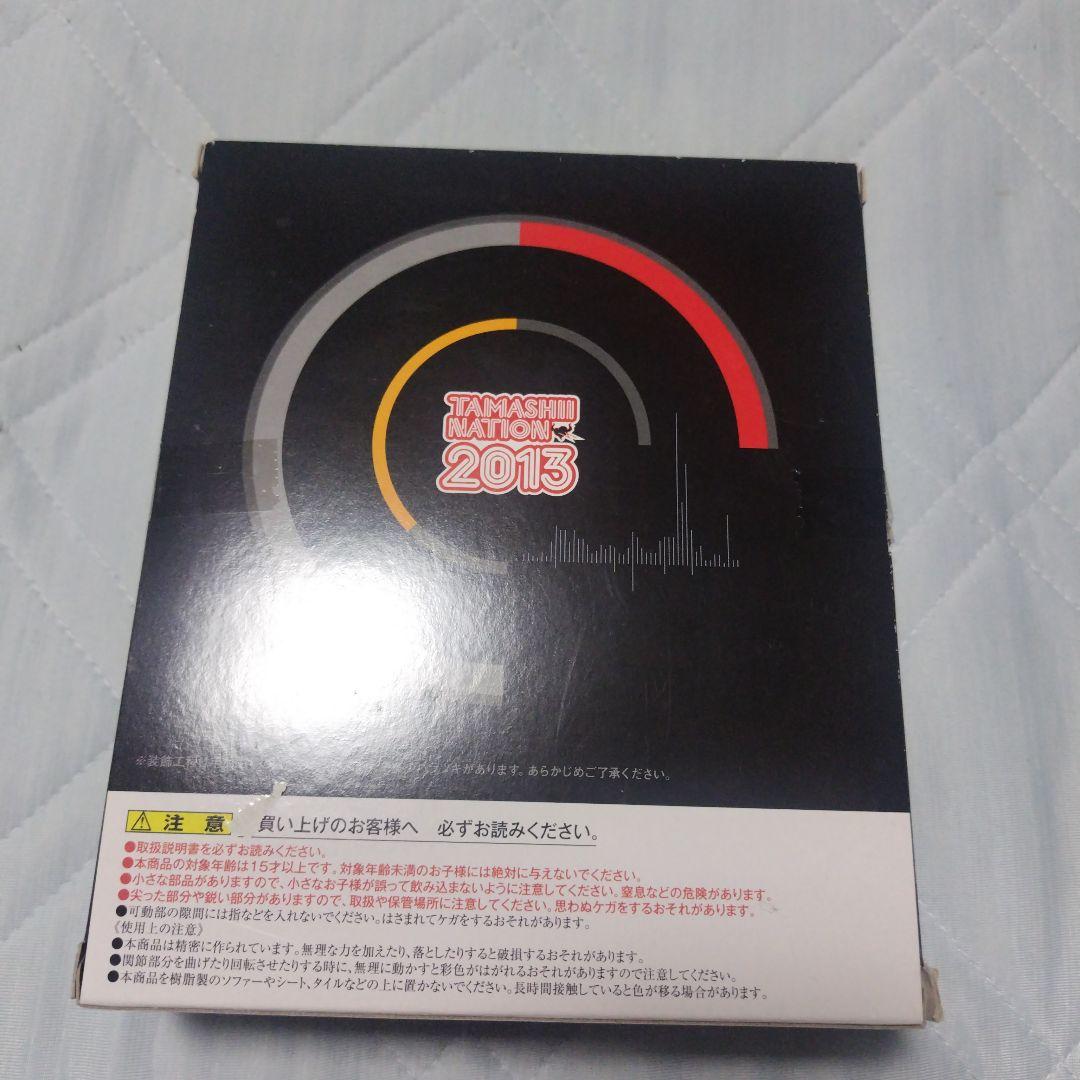 TAMASHII
NATION
2013
※装飾工程 があります。あらかじめご了承ください。
注意 買い上げのお客様へ 必ずお読みください。
●取扱説明書を必ずお読みください。
●本商品の対象年齢は15才以上です。対象年齢未満のお子様には絶対に与えないでください。
●小さな部品がありますので、小さなお子様が誤って飲み込まないように注意してください。窒息などの危険があります。
●尖った部分や鋭い部分がありますので、取扱や保管場所に注意してください。思わぬケガをするおそれがあります。
●可動部の隙間には指などを入れないでください。はさまれてケガをするおそれがあります。
《使用上の注意》
●本商品は精密に作られています。無理な力を加えたり、落としたりすると破損するおそれがあります。
●関節部分を曲げたり回転させたりする時に、無理に動かすと彩色がはがれるおそれがありますので注意してください。
●本商品を樹脂製のソファーやシート、タイルなどの上に置かないでください。長時間接触していると色が移る場合があります。